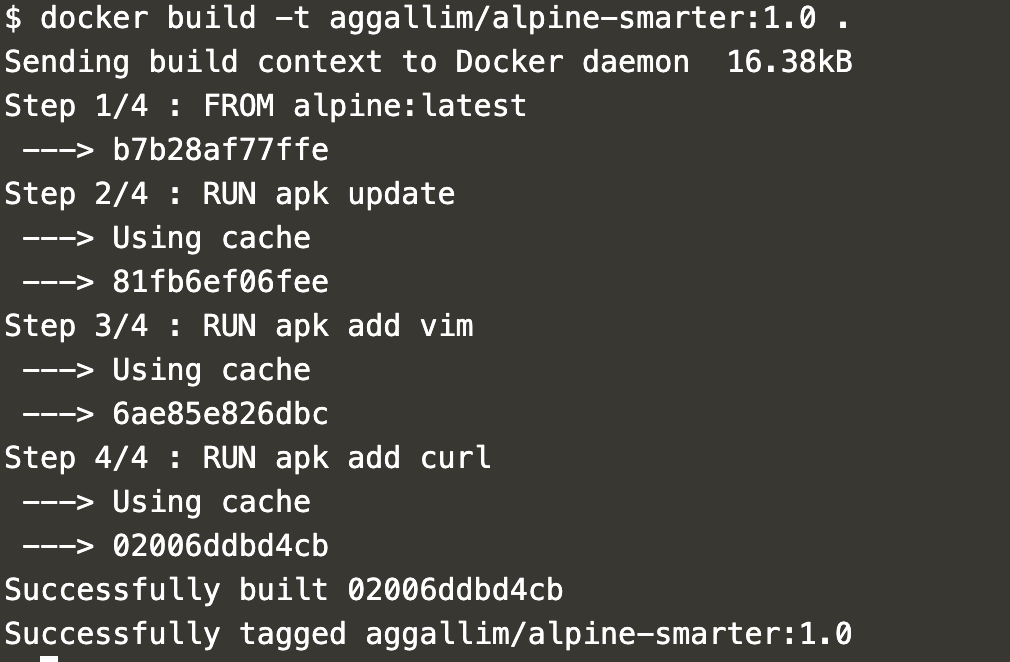 $ docker build -t aggallim/alpine-smarter:1.0 .
Sending build context to Docker daemon  16.38kB
Step 1/4 : FROM alpine:latest
 ---> b7b28af77ffe
Step 2/4 : RUN apk update
 ---> Using cache
 ---> 81fb6ef06fee
Step 3/4 : RUN apk add vim
 ---> Using cache
 ---> 6ae85e826dbc
Step 4/4 : RUN apk add curl
 ---> Using cache
 ---> 02006ddbd4cb
Successfully built 02006ddbd4cb
Successfully tagged aggallim/alpine-smarter:1.0